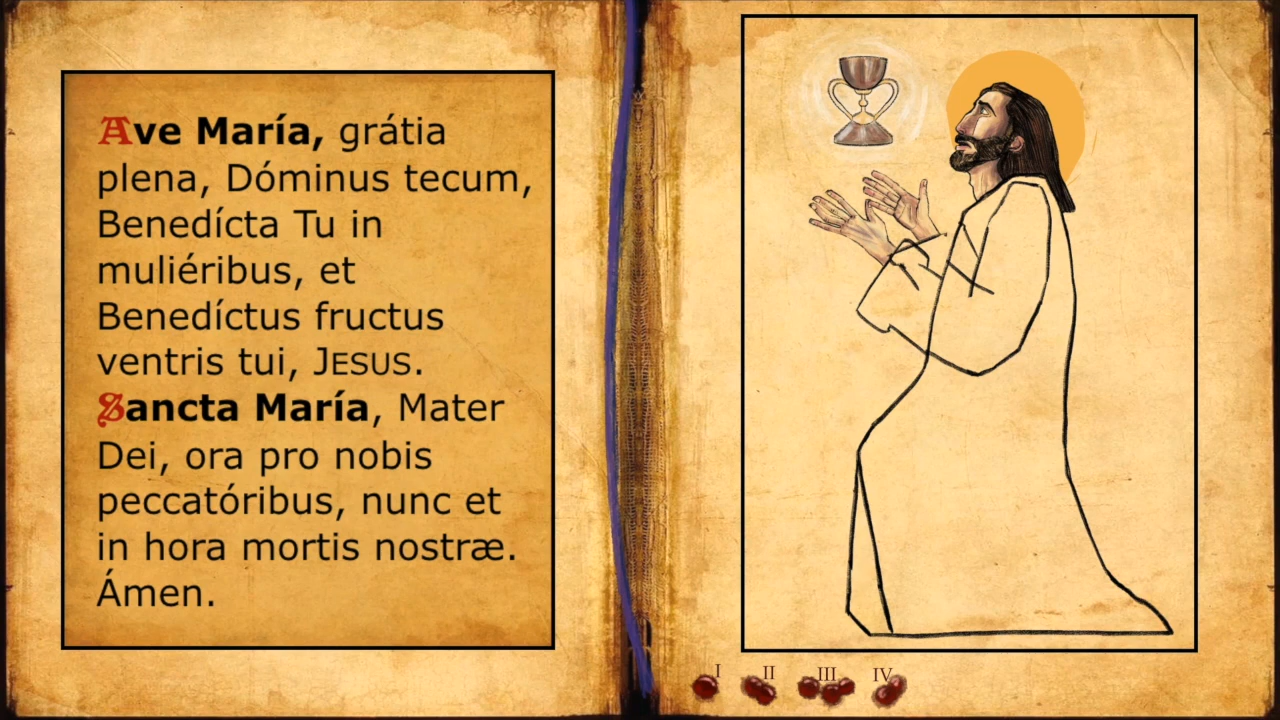 Ave María, grátia
plena, Dóminus tecum,
Benedícta Tu in
muliéribus, et
Benedíctus fructus
ventris tui, JESUS.
Sancta María, Mater
Dei, ora pro nobis
peccatóribus, nunc et
in hora mortis nostræ.
Ámen.
I II III IV